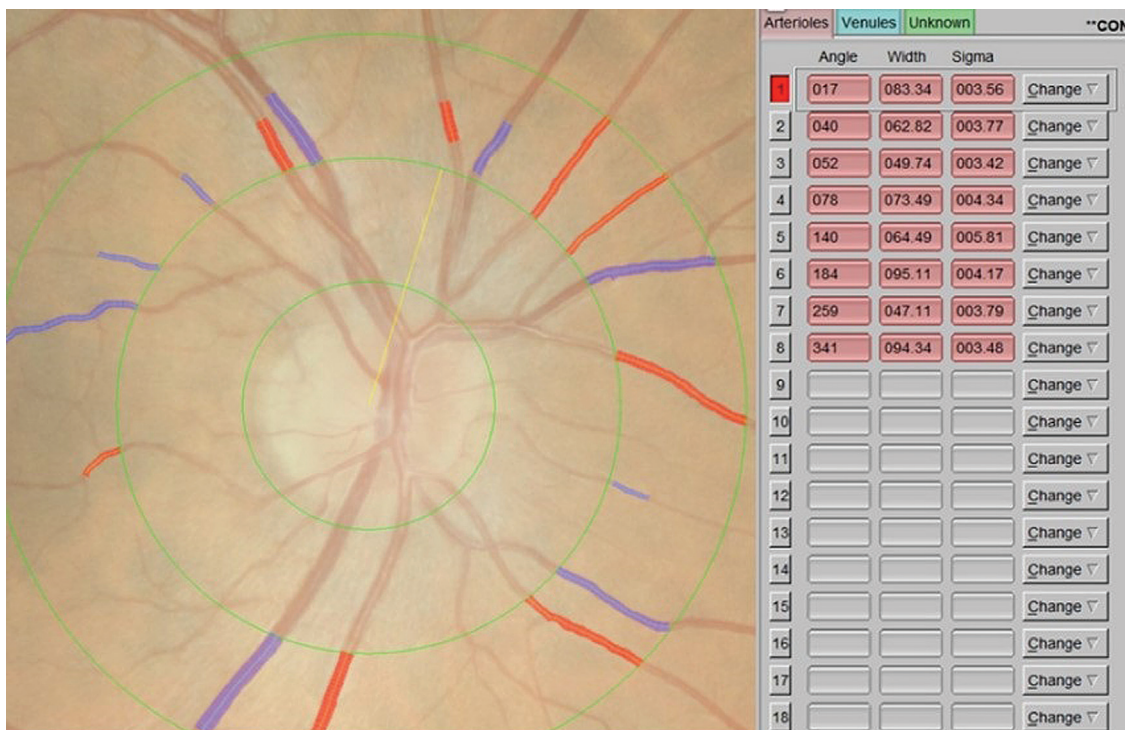 Arterioles Venules Unknown **CON
Angle Width Sigma
1 017 083.34 003.56 Change
2 040 062.82 003.77 Change
3 052 049.74 003.42 Change
4 078 073.49 004.34 Change
5 140 064.49 005.81 Change
6 184 095.11 004.17 Change
7 259 047.11 003.79 Change
8 341 094.34 003.48 Change
9 Change
10 Change
11 Change
12 Change
13 Change
14 Change
15 Change
16 Change
17 Change
18 Change